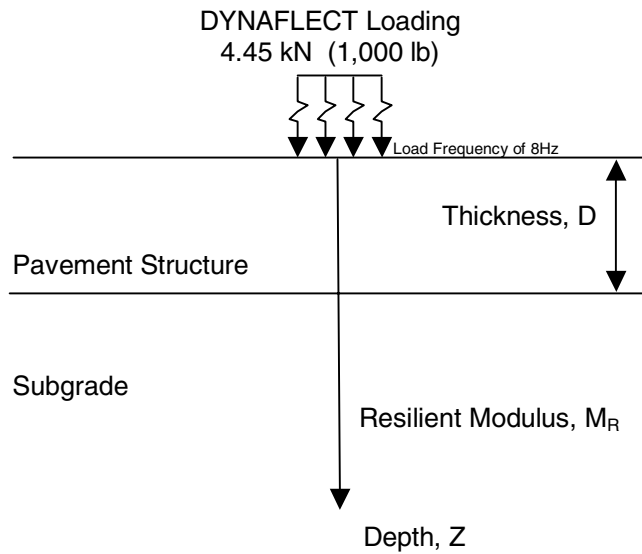 DYNAFLECT Loading
4.45 kN (1,000 lb)
Load Frequency of 8Hz
Thickness, D
Pavement Structure
Subgrade
Resilient Modulus, MR
Depth, Z